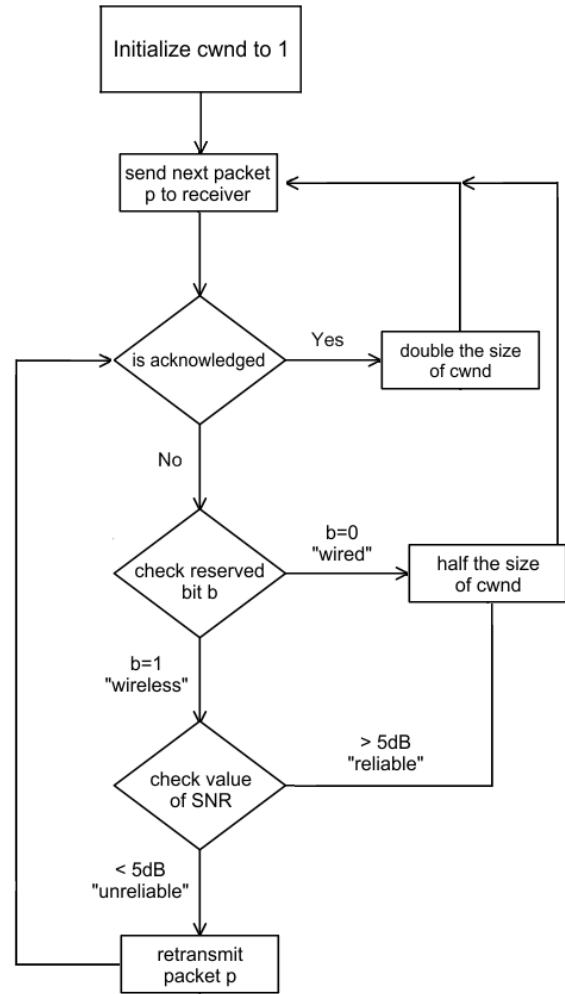 Initialize cwnd to 1
send next packet
p to receiver
is acknowledged
Yes
double the size
of cwnd
No
check reserved
bit b
b=0
"wired"
half the size
of cwnd
b=1
"wireless"
check value
of SNR
> 5dB
"reliable"
< 5dB
"unreliable"
retransmit
packet p